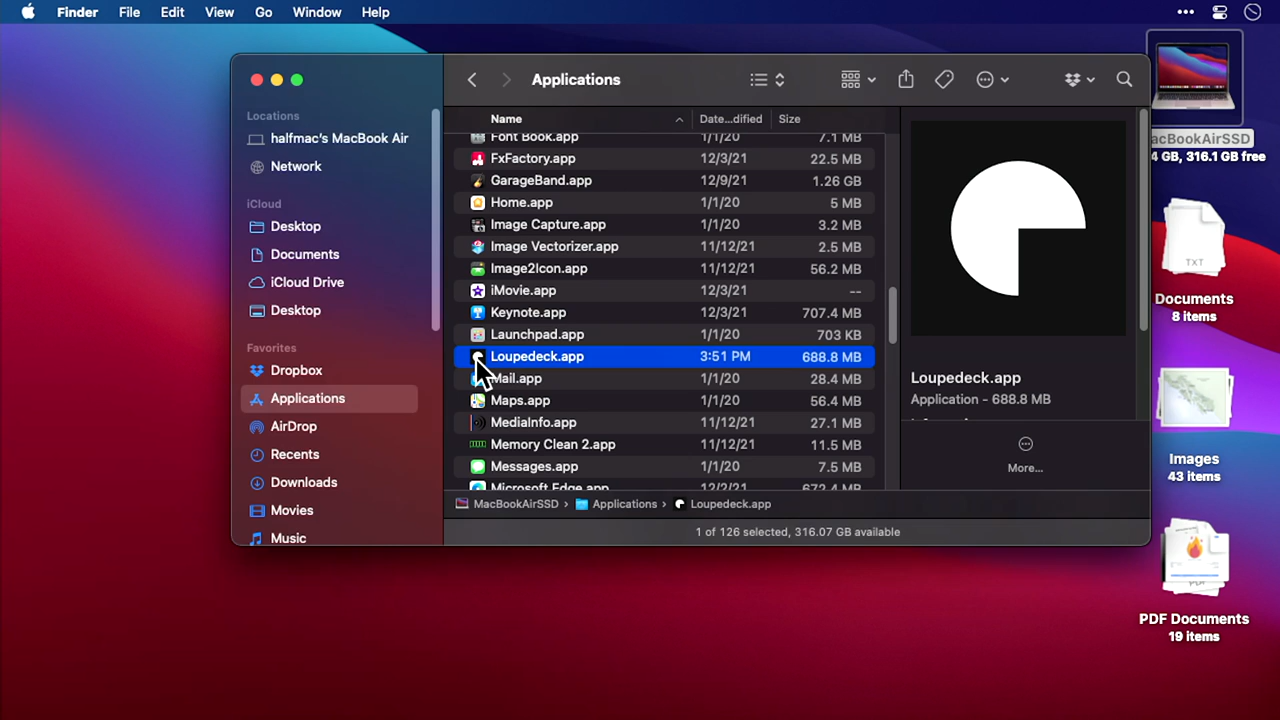 Finder File Edit View Go Window Help
Applications
Locations
halfmac's MacBook Air
Network
iCloud
Desktop
Documents
iCloud Drive
Desktop
Favorites
Dropbox
Applications
AirDrop
Recents
Downloads
Movies
Music
Name Date...dified Size
Font Book.app 1/1/20 7.1 MB
FxFactory.app 12/3/21 22.5 MB
GarageBand.app 12/9/21 1.26 GB
Home.app 1/1/20 5 MB
Image Capture.app 1/1/20 3.2 MB
Image Vectorizer.app 11/12/21 2.5 MB
Image2Icon.app 11/12/21 56.2 MB
iMovie.app 12/3/21 --
Keynote.app 12/3/21 707.4 MB
Launchpad.app 1/1/20 703 KB
Loupedeck.app 3:51 PM 688.8 MB
Mail.app 1/1/20 28.4 MB
Maps.app 1/1/20 56.4 MB
MediaInfo.app 11/12/21 27.1 MB
Memory Clean 2.app 11/12/21 11.5 MB
Messages.app 1/1/20 7.5 MB
Microsoft Edge.app 12/2/21 672.4 MB
Loupedeck.app
Application - 688.8 MB
More...
MacBookAirSSD › Applications › Loupedeck.app
1 of 126 selected, 316.07 GB available
acBookAirSSD
4 GB, 316.1 GB free
TXT
Documents
8 items
Images
43 items
PDF
PDF Documents
19 items